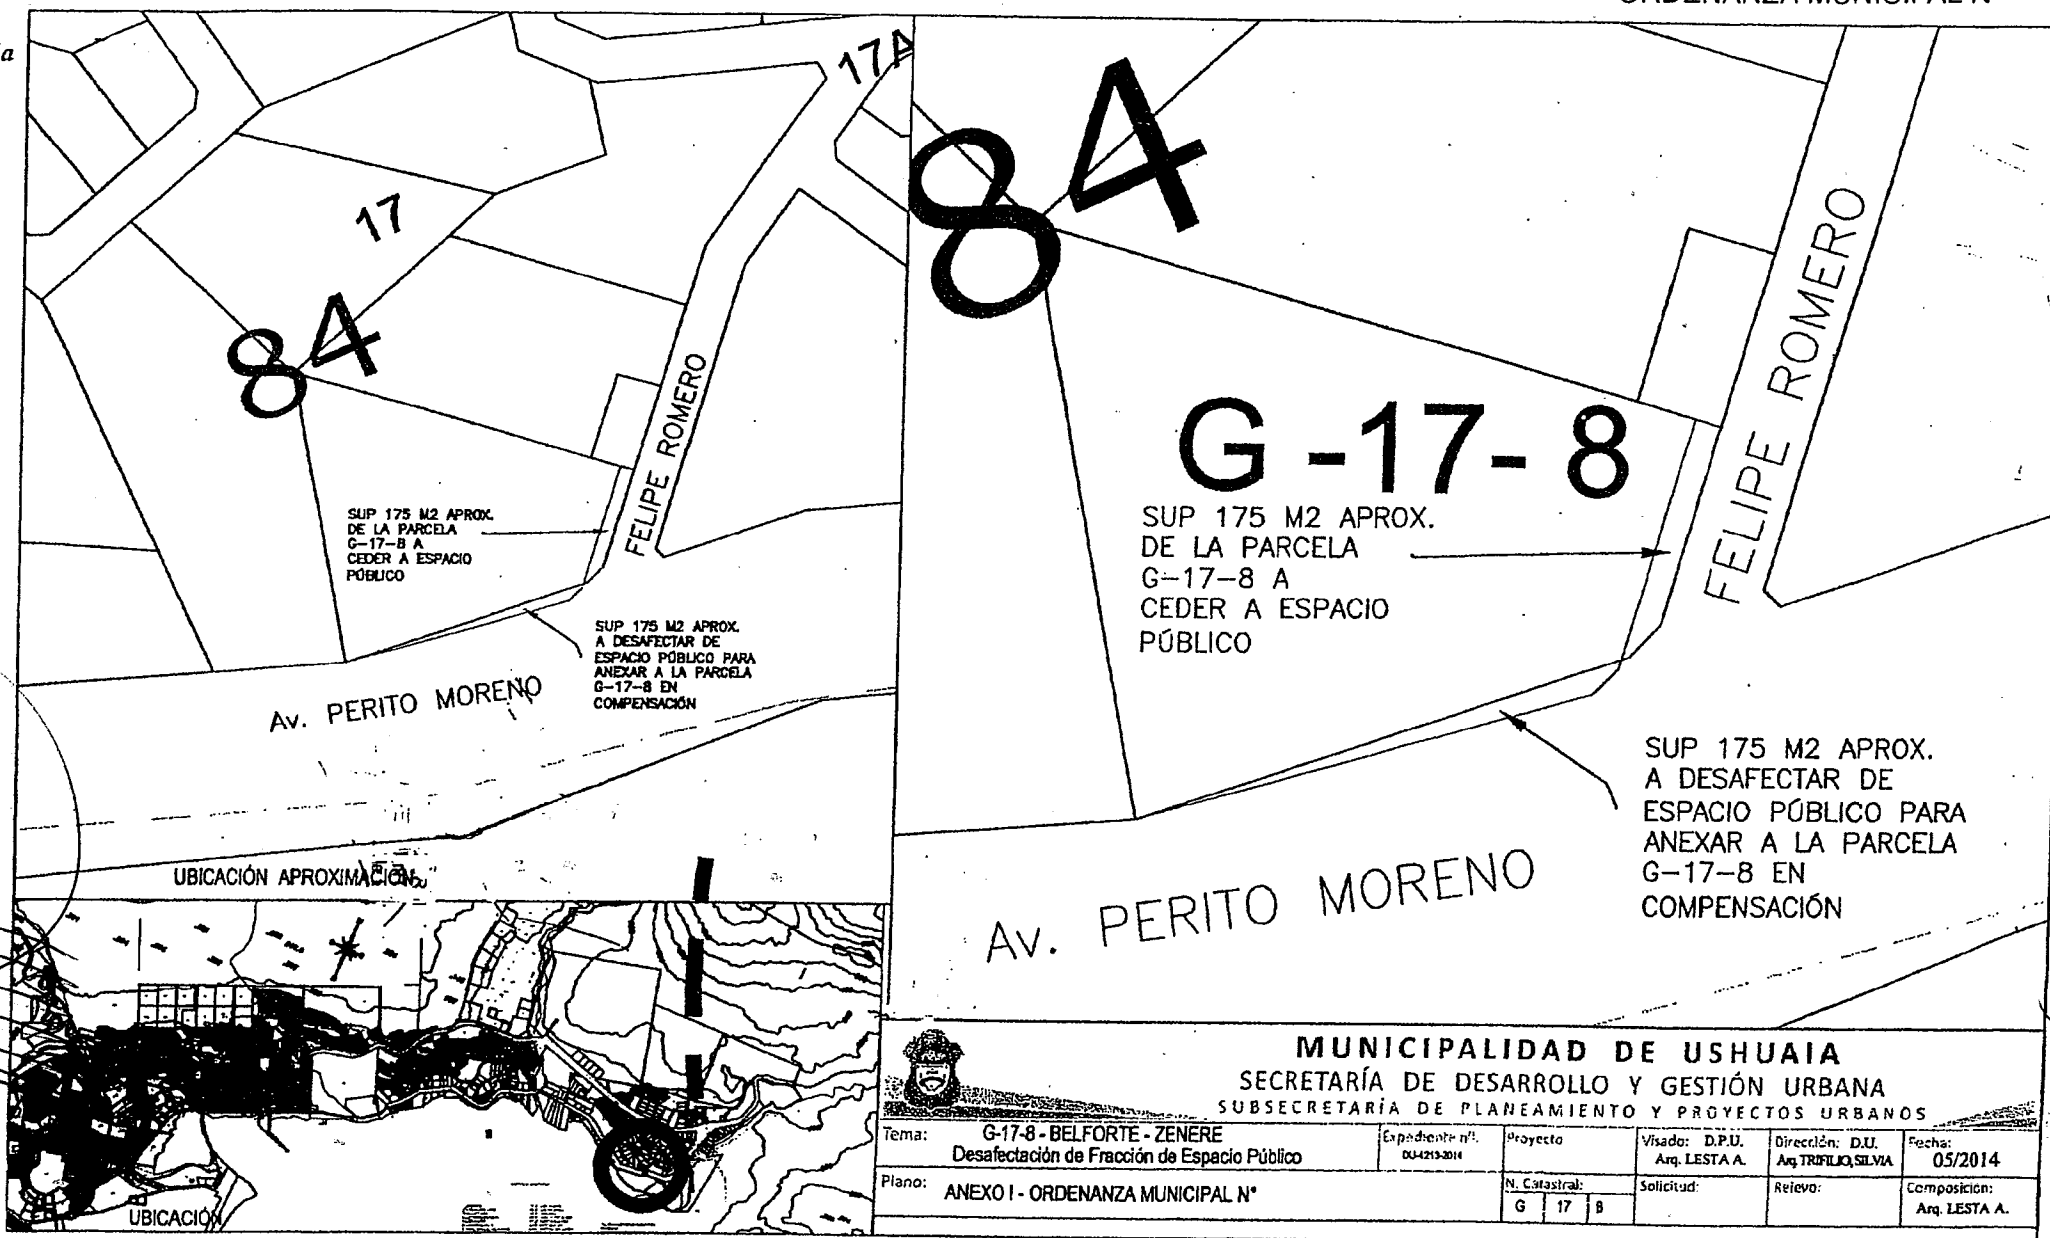 ORDENANZA MUNICIPAL N°
17A
17
84
FELIPE ROMERO
SUP 175 M2 APROX.
DE LA PARCELA
G-17-8 A
CEDER A ESPACIO
PÚBLICO
SUP 175 M2 APROX.
A DESAFECTAR DE
ESPACIO PÚBLICO PARA
ANEXAR A LA PARCELA
G-17-8 EN
COMPENSACIÓN
Av. PERITO MORENO
UBICACIÓN APROXIMACIÓN
UBICACIÓN
84
G-17-8
FELIPE ROMERO
SUP 175 M2 APROX.
DE LA PARCELA
G-17-8 A
CEDER A ESPACIO
PÚBLICO
SUP 175 M2 APROX.
A DESAFECTAR DE
ESPACIO PÚBLICO PARA
ANEXAR A LA PARCELA
G-17-8 EN
COMPENSACIÓN
Av. PERITO MORENO
MUNICIPALIDAD DE USHUAIA
SECRETARÍA DE DESARROLLO Y GESTIÓN URBANA
SUBSECRETARÍA DE PLANEAMIENTO Y PROYECTOS URBANOS
Tema: G-17-8 - BELFORTE - ZENERE
Desafectación de Fracción de Espacio Público
Expediente nº:
DU-4213-2014
Proyecto
Visado: D.P.U.
Arq. LESTA A.
Dirección: D.U.
Arq. TRIFILIO, SILVIA
Fecha:
05/2014
Plano: ANEXO I - ORDENANZA MUNICIPAL N°
N. Catastral:
G 17 8
Solicitud:
Relevo:
Composición:
Arq. LESTA A.